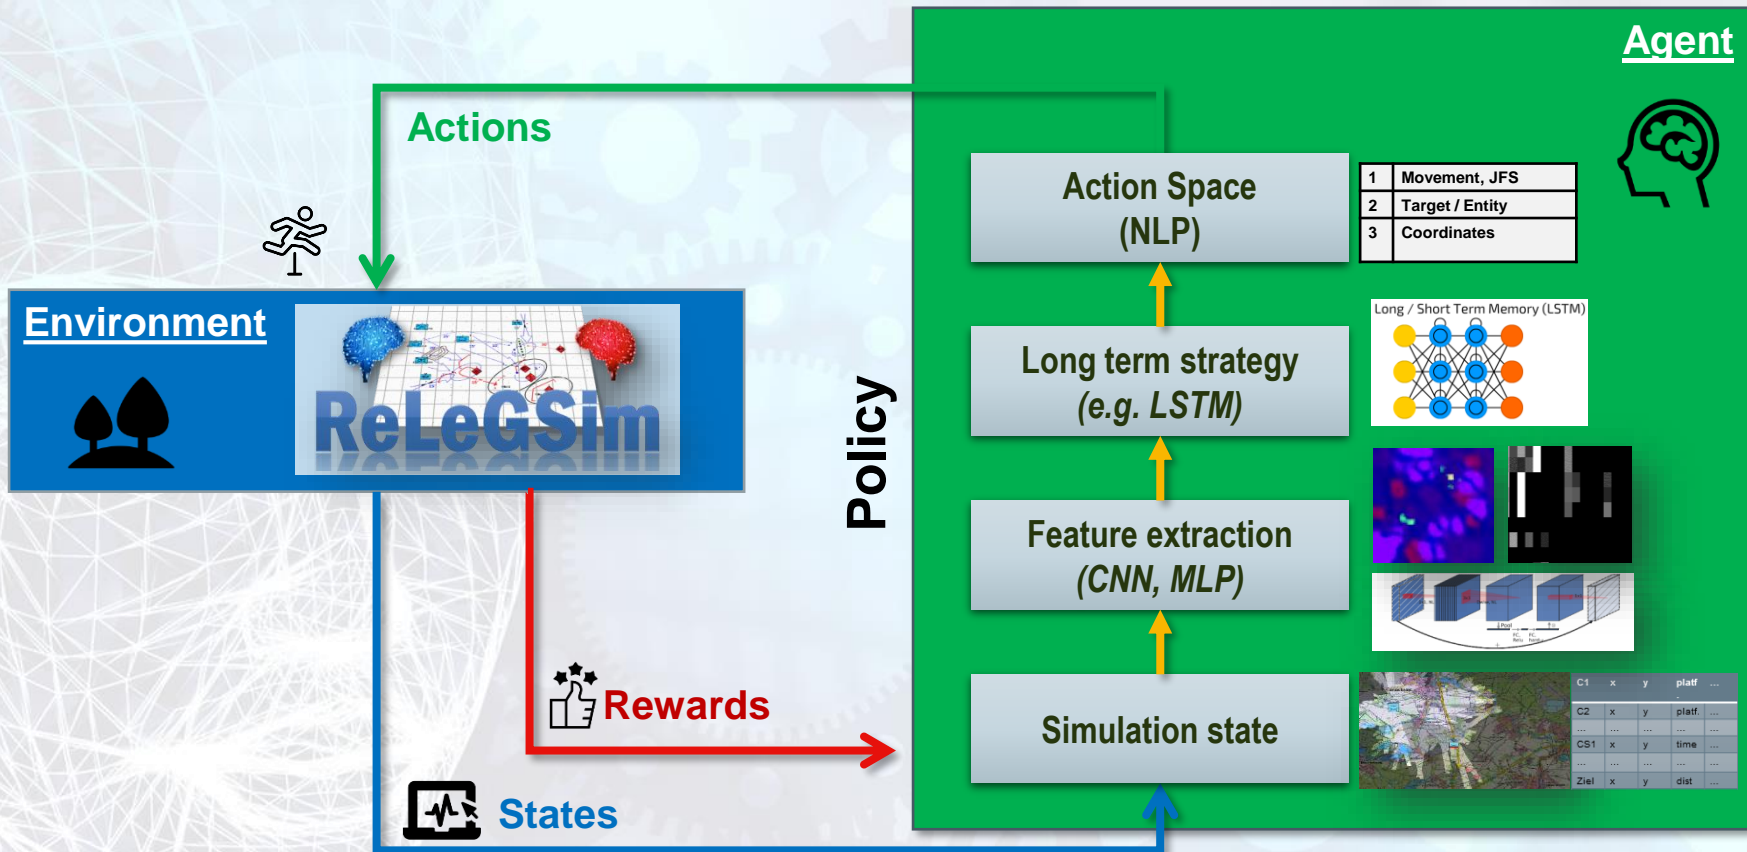 Agent
Actions
Action Space
(NLP)
1 Movement, JFS
2 Target / Entity
3 Coordinates
Environment
ReLeGSim
Policy
Long term strategy
(e.g. LSTM)
Long / Short Term Memory (LSTM)
Feature extraction
(CNN, MLP)
Rewards
Simulation state
C1 x y platf ...
C2 x y platf. ...
... ... ... ... ...
CS1 x y time ...
... ... ... ... ...
Ziel x y dist ...
States